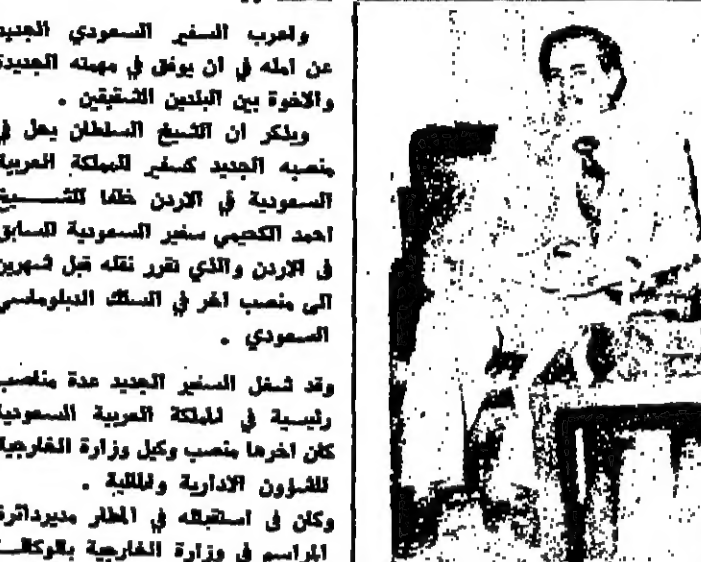 واعرب السفير السعودي الجديد
عن امله في ان يوفق في مهمته الجديدة
والاخوة بين البلدين الشقيقين .
ويذكر ان الشيخ السلطان يحل في
منصبه الجديد كسفير للمملكة العربية
السعودية في الاردن خلفا للشـــيخ
احمد الكحيمي سفير السعودية السابق
في الاردن والذي تقرر نقله قبل شهرين
الى منصب اخر في السلك الدبلوماسي
السعودي .
وقد شغل السفير الجديد عدة مناصب
رئيسية في المملكة العربية السعودية
كان اخرها منصب وكيل وزارة الخارجية
للشؤون الادارية والمالية .
وكان في استقباله في المطار مديردائرة
المراسم في وزارة الخارجية بالوكالـــة